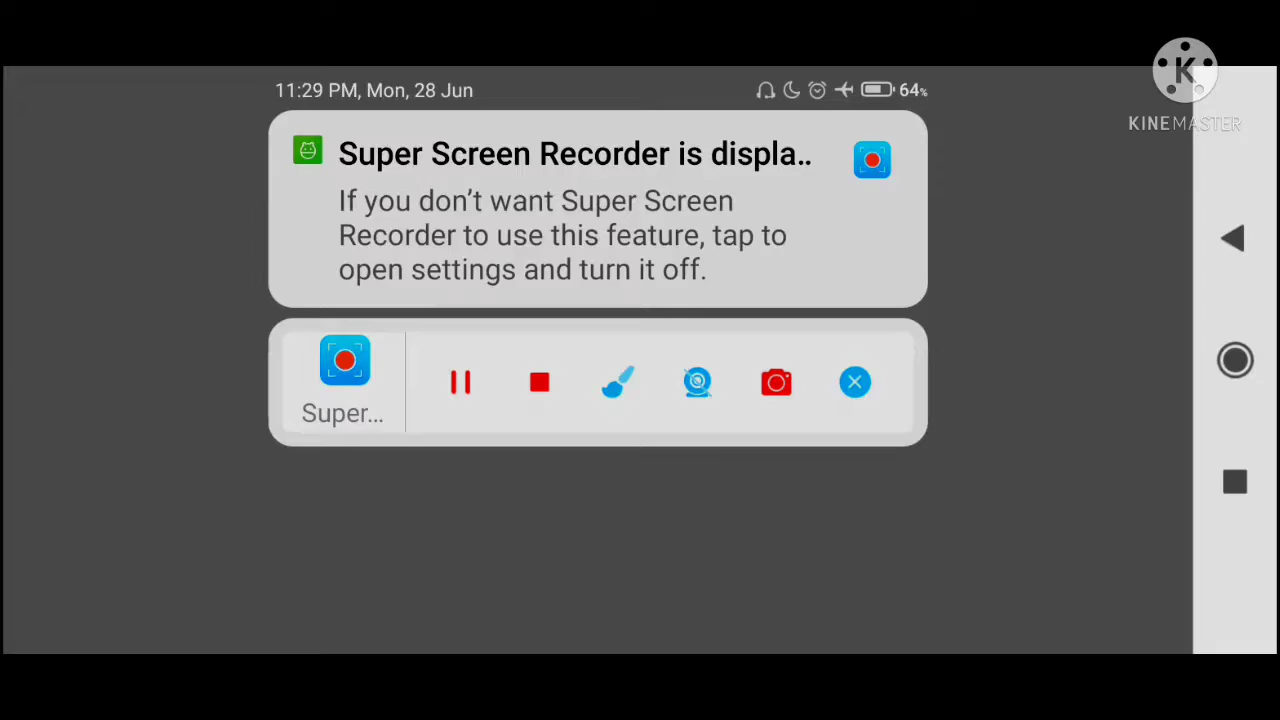 11:29 PM, Mon, 28 Jun
64%
K
KINEMASTER
Super Screen Recorder is displa..
If you don't want Super Screen
Recorder to use this feature, tap to
open settings and turn it off.
Super...